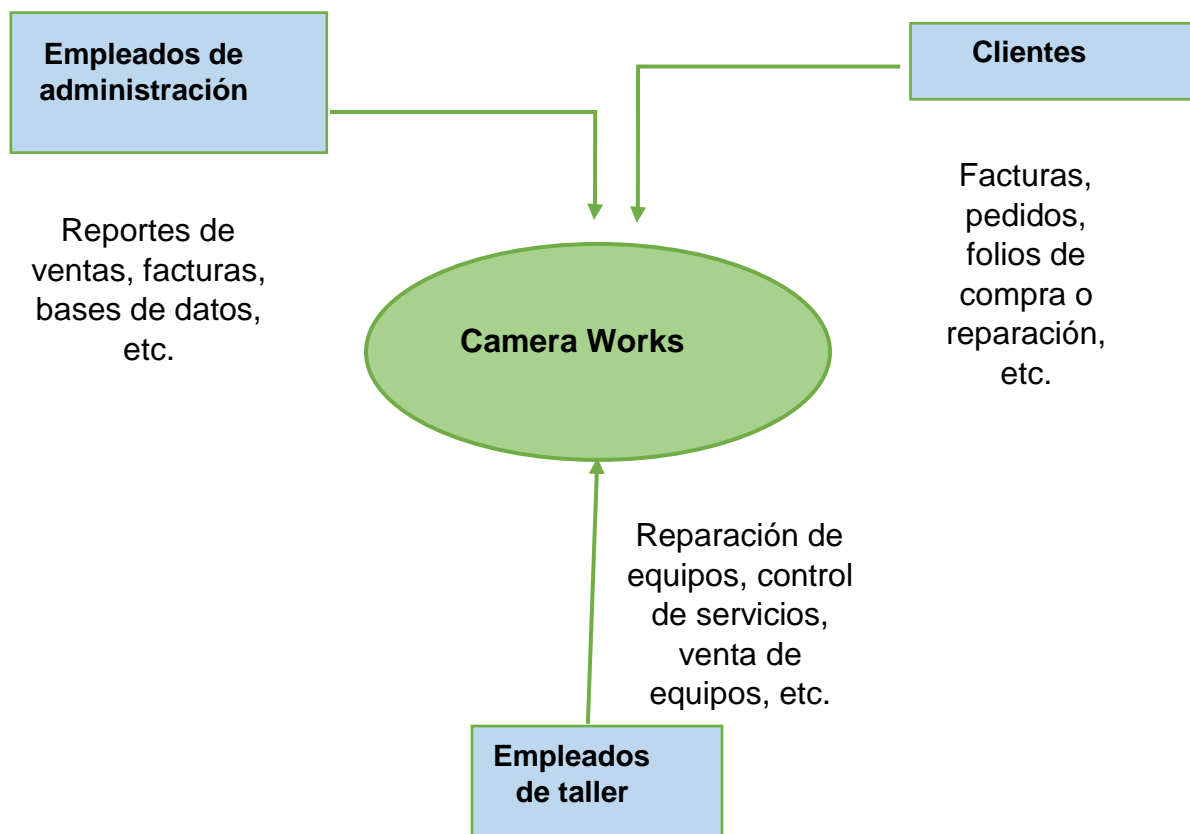 Empleados de
administración
Clientes
Reportes de
ventas, facturas,
bases de datos,
etc.
Facturas,
pedidos,
folios de
compra o
reparación,
etc.
Camera Works
Reparación de
equipos, control
de servicios,
venta de
equipos, etc.
Empleados
de taller